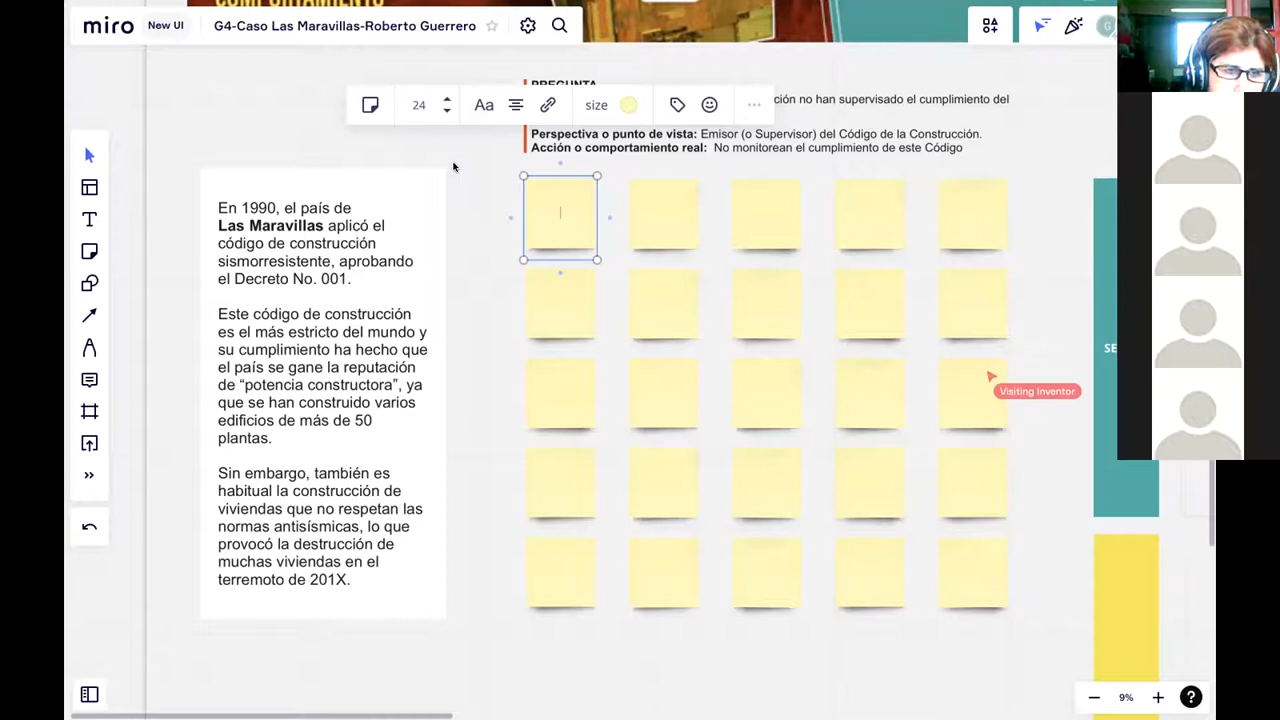 COMPORTAMIENTO
miro
New UI
G4-Caso Las Maravillas-Roberto Guerrero
PREGUNTA
24
Aa
size
ción no han supervisado el cumplimiento del
Perspectiva o punto de vista: Emisor (o Supervisor) del Código de la Construcción.
Acción o comportamiento real: No monitorean el cumplimiento de este Código
En 1990, el país de
Las Maravillas aplicó el
código de construcción
sismorresistente, aprobando
el Decreto No. 001.
Este código de construcción
es el más estricto del mundo y
su cumplimiento ha hecho que
el país se gane la reputación
de “potencia constructora”, ya
que se han construido varios
edificios de más de 50
plantas.
Sin embargo, también es
habitual la construcción de
viviendas que no respetan las
normas antisísmicas, lo que
provocó la destrucción de
muchas viviendas en el
terremoto de 201X.
SE
Visiting Inventor
9%